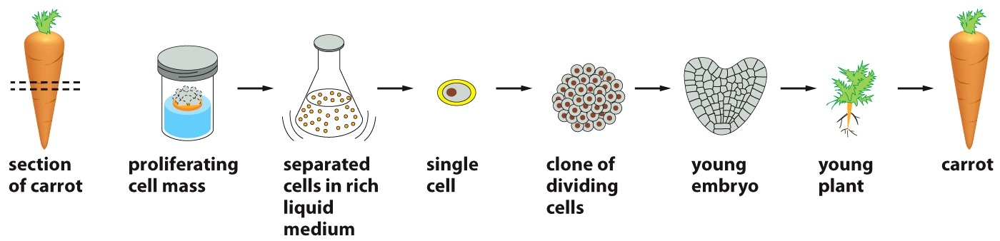 section
of carrot
proliferating
cell mass
separated
cells in rich
liquid
medium
single
cell
clone of
dividing
cells
young
embryo
young
plant
carrot